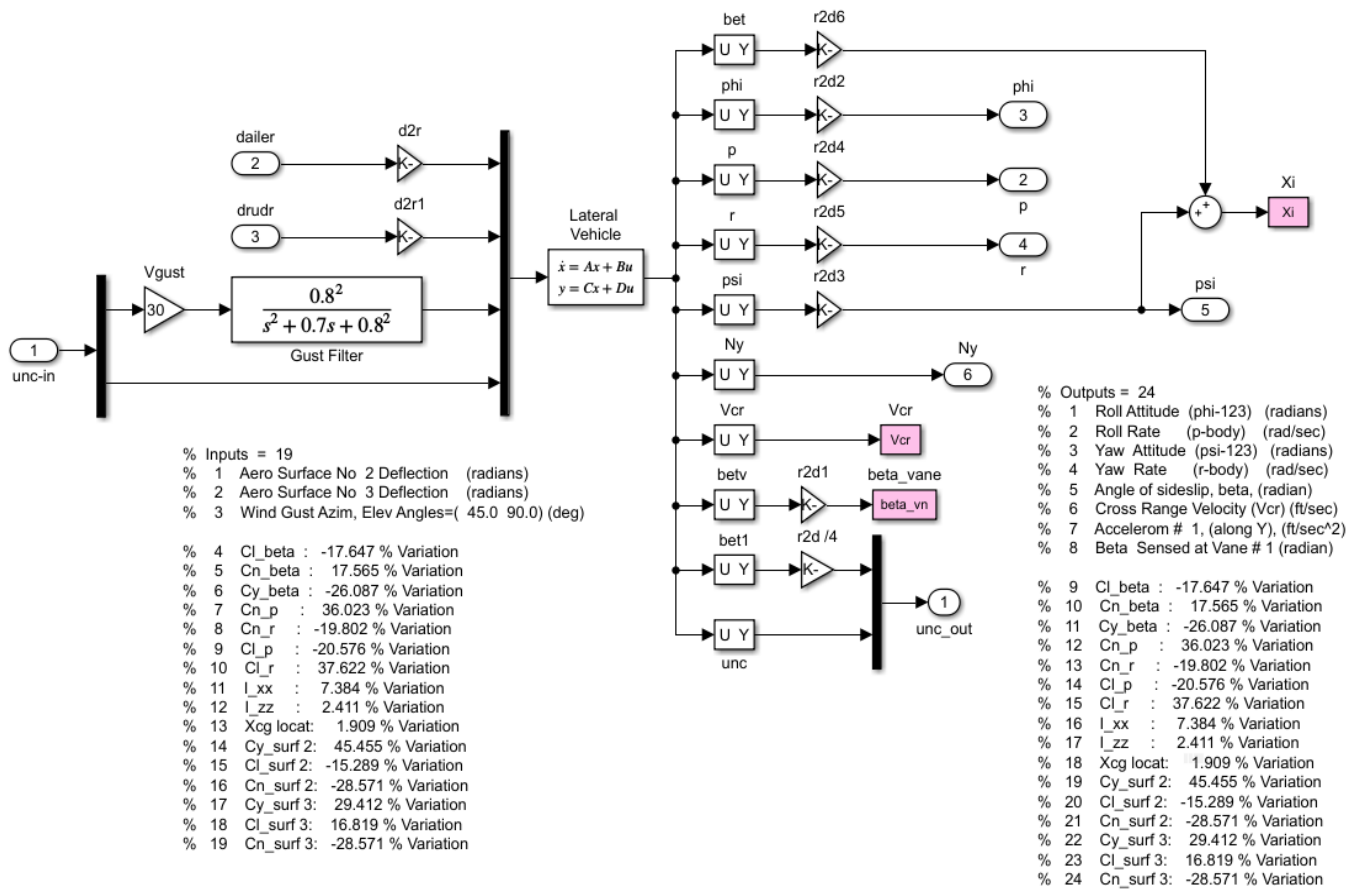 bet
r2d6
U Y
K-
phi
r2d2
U Y
K-
phi
3
dailer
2
d2r
K-
p
r2d4
U Y
K-
2
p
Xi
Xi
+
+
drudr
3
d2r1
K-
Lateral
Vehicle
ẋ = Ax + Bu
y = Cx + Du
r
r2d5
U Y
K-
4
r
Vgust
30
0.8²
s² + 0.7s + 0.8²
Gust Filter
psi
r2d3
U Y
K-
psi
5
1
unc-in
Ny
U Y
Ny
6
Vcr
U Y
Vcr
Vcr
betv
r2d1
U Y
K-
beta_vane
beta_vn
bet1
r2d /4
U Y
K-
1
unc_out
U Y
unc
% Inputs = 19
% 1 Aero Surface No 2 Deflection (radians)
% 2 Aero Surface No 3 Deflection (radians)
% 3 Wind Gust Azim, Elev Angles=( 45.0 90.0) (deg)
% 4 Cl_beta : -17.647 % Variation
% 5 Cn_beta : 17.565 % Variation
% 6 Cy_beta : -26.087 % Variation
% 7 Cn_p : 36.023 % Variation
% 8 Cn_r : -19.802 % Variation
% 9 Cl_p : -20.576 % Variation
% 10 Cl_r : 37.622 % Variation
% 11 I_xx : 7.384 % Variation
% 12 I_zz : 2.411 % Variation
% 13 Xcg locat: 1.909 % Variation
% 14 Cy_surf 2: 45.455 % Variation
% 15 Cl_surf 2: -15.289 % Variation
% 16 Cn_surf 2: -28.571 % Variation
% 17 Cy_surf 3: 29.412 % Variation
% 18 Cl_surf 3: 16.819 % Variation
% 19 Cn_surf 3: -28.571 % Variation
% Outputs = 24
% 1 Roll Attitude (phi-123) (radians)
% 2 Roll Rate (p-body) (rad/sec)
% 3 Yaw Attitude (psi-123) (radians)
% 4 Yaw Rate (r-body) (rad/sec)
% 5 Angle of sideslip, beta, (radian)
% 6 Cross Range Velocity (Vcr) (ft/sec)
% 7 Accelerom # 1, (along Y), (ft/sec^2)
% 8 Beta Sensed at Vane # 1 (radian)
% 9 Cl_beta : -17.647 % Variation
% 10 Cn_beta : 17.565 % Variation
% 11 Cy_beta : -26.087 % Variation
% 12 Cn_p : 36.023 % Variation
% 13 Cn_r : -19.802 % Variation
% 14 Cl_p : -20.576 % Variation
% 15 Cl_r : 37.622 % Variation
% 16 I_xx : 7.384 % Variation
% 17 I_zz : 2.411 % Variation
% 18 Xcg locat: 1.909 % Variation
% 19 Cy_surf 2: 45.455 % Variation
% 20 Cl_surf 2: -15.289 % Variation
% 21 Cn_surf 2: -28.571 % Variation
% 22 Cy_surf 3: 29.412 % Variation
% 23 Cl_surf 3: 16.819 % Variation
% 24 Cn_surf 3: -28.571 % Variation